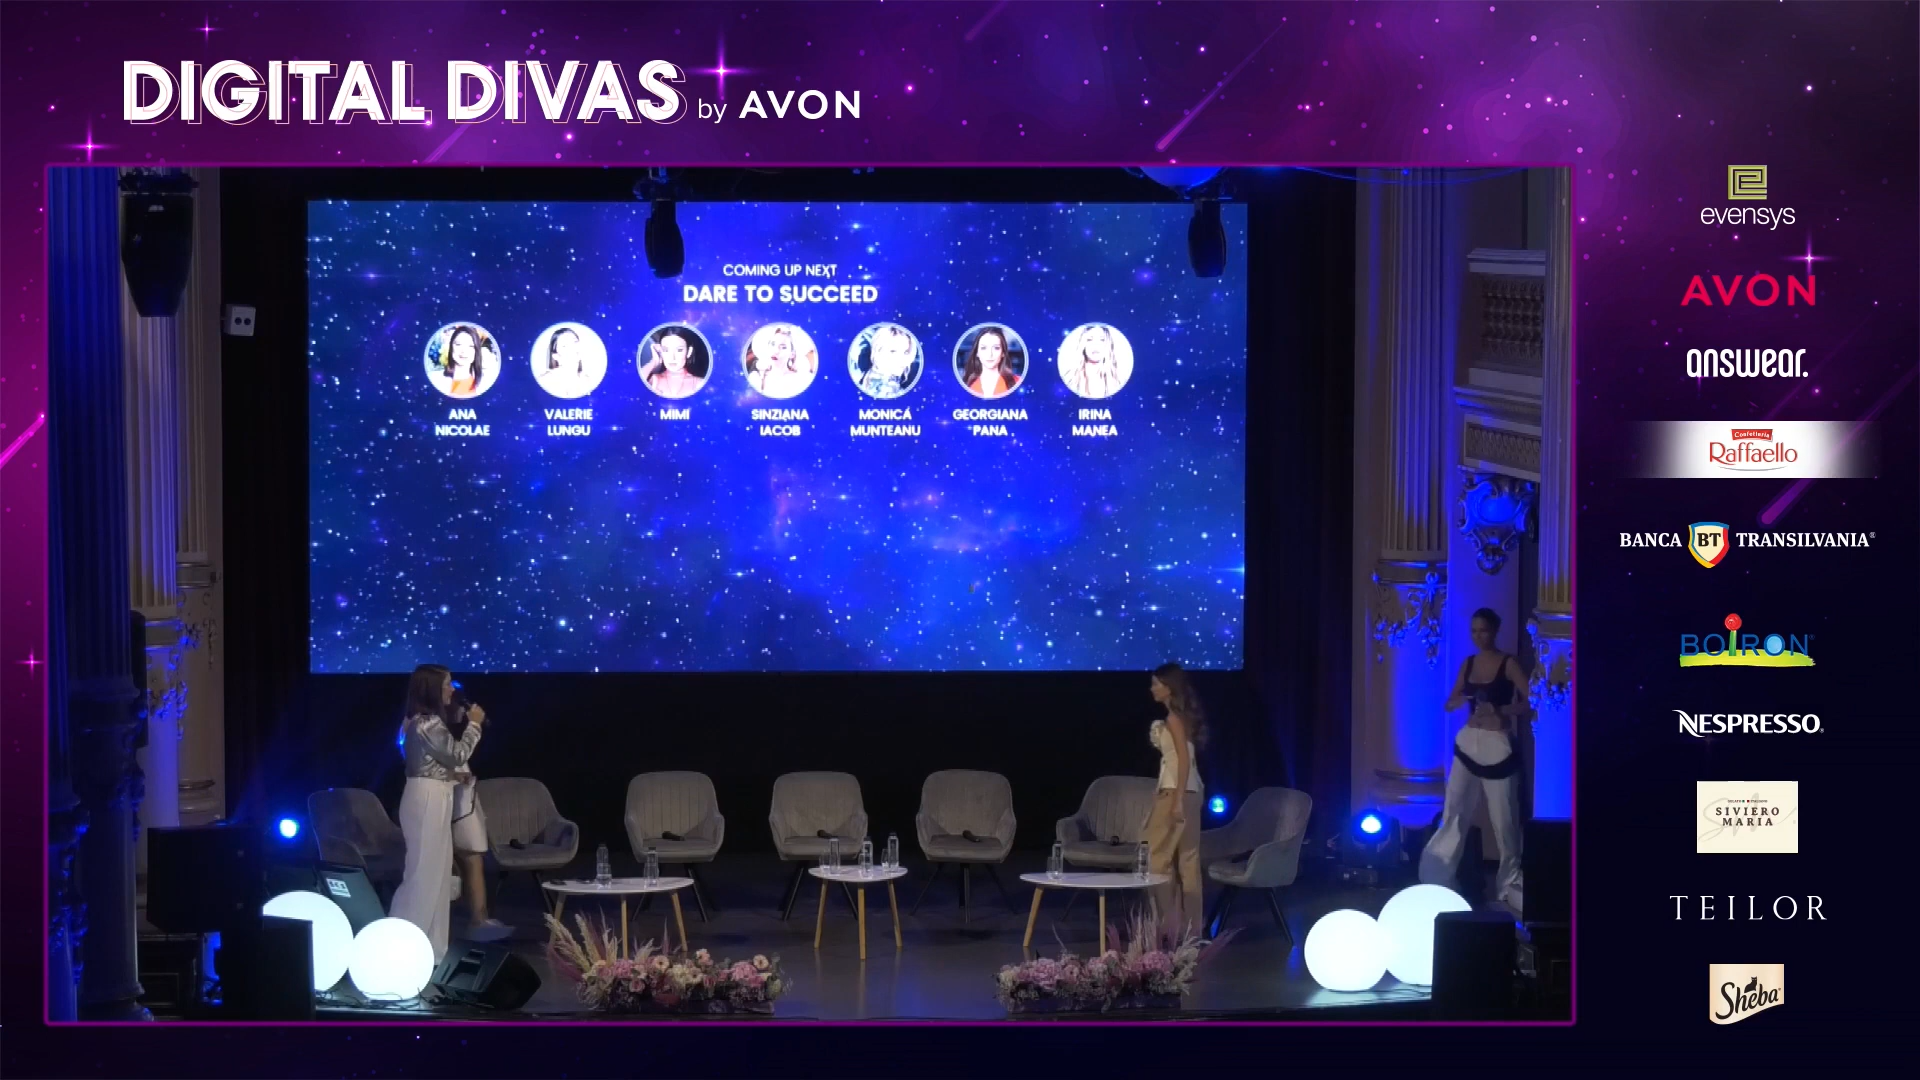 DIGITAL DIVAS by AVON
COMING UP NEXT
DARE TO SUCCEED
ANA
NICOLAE
VALERIE
LUNGU
MIMI
SINZIANA
IACOB
MONICA
MUNTEANU
GEORGIANA
PANA
IRINA
MANEA
evensys
AVON
answear.
Confetteria
Raffaello
BANCA BT TRANSILVANIA®
BOIRON®
NESPRESSO®
SIVIERO
MARIA
TEILOR
Sheba